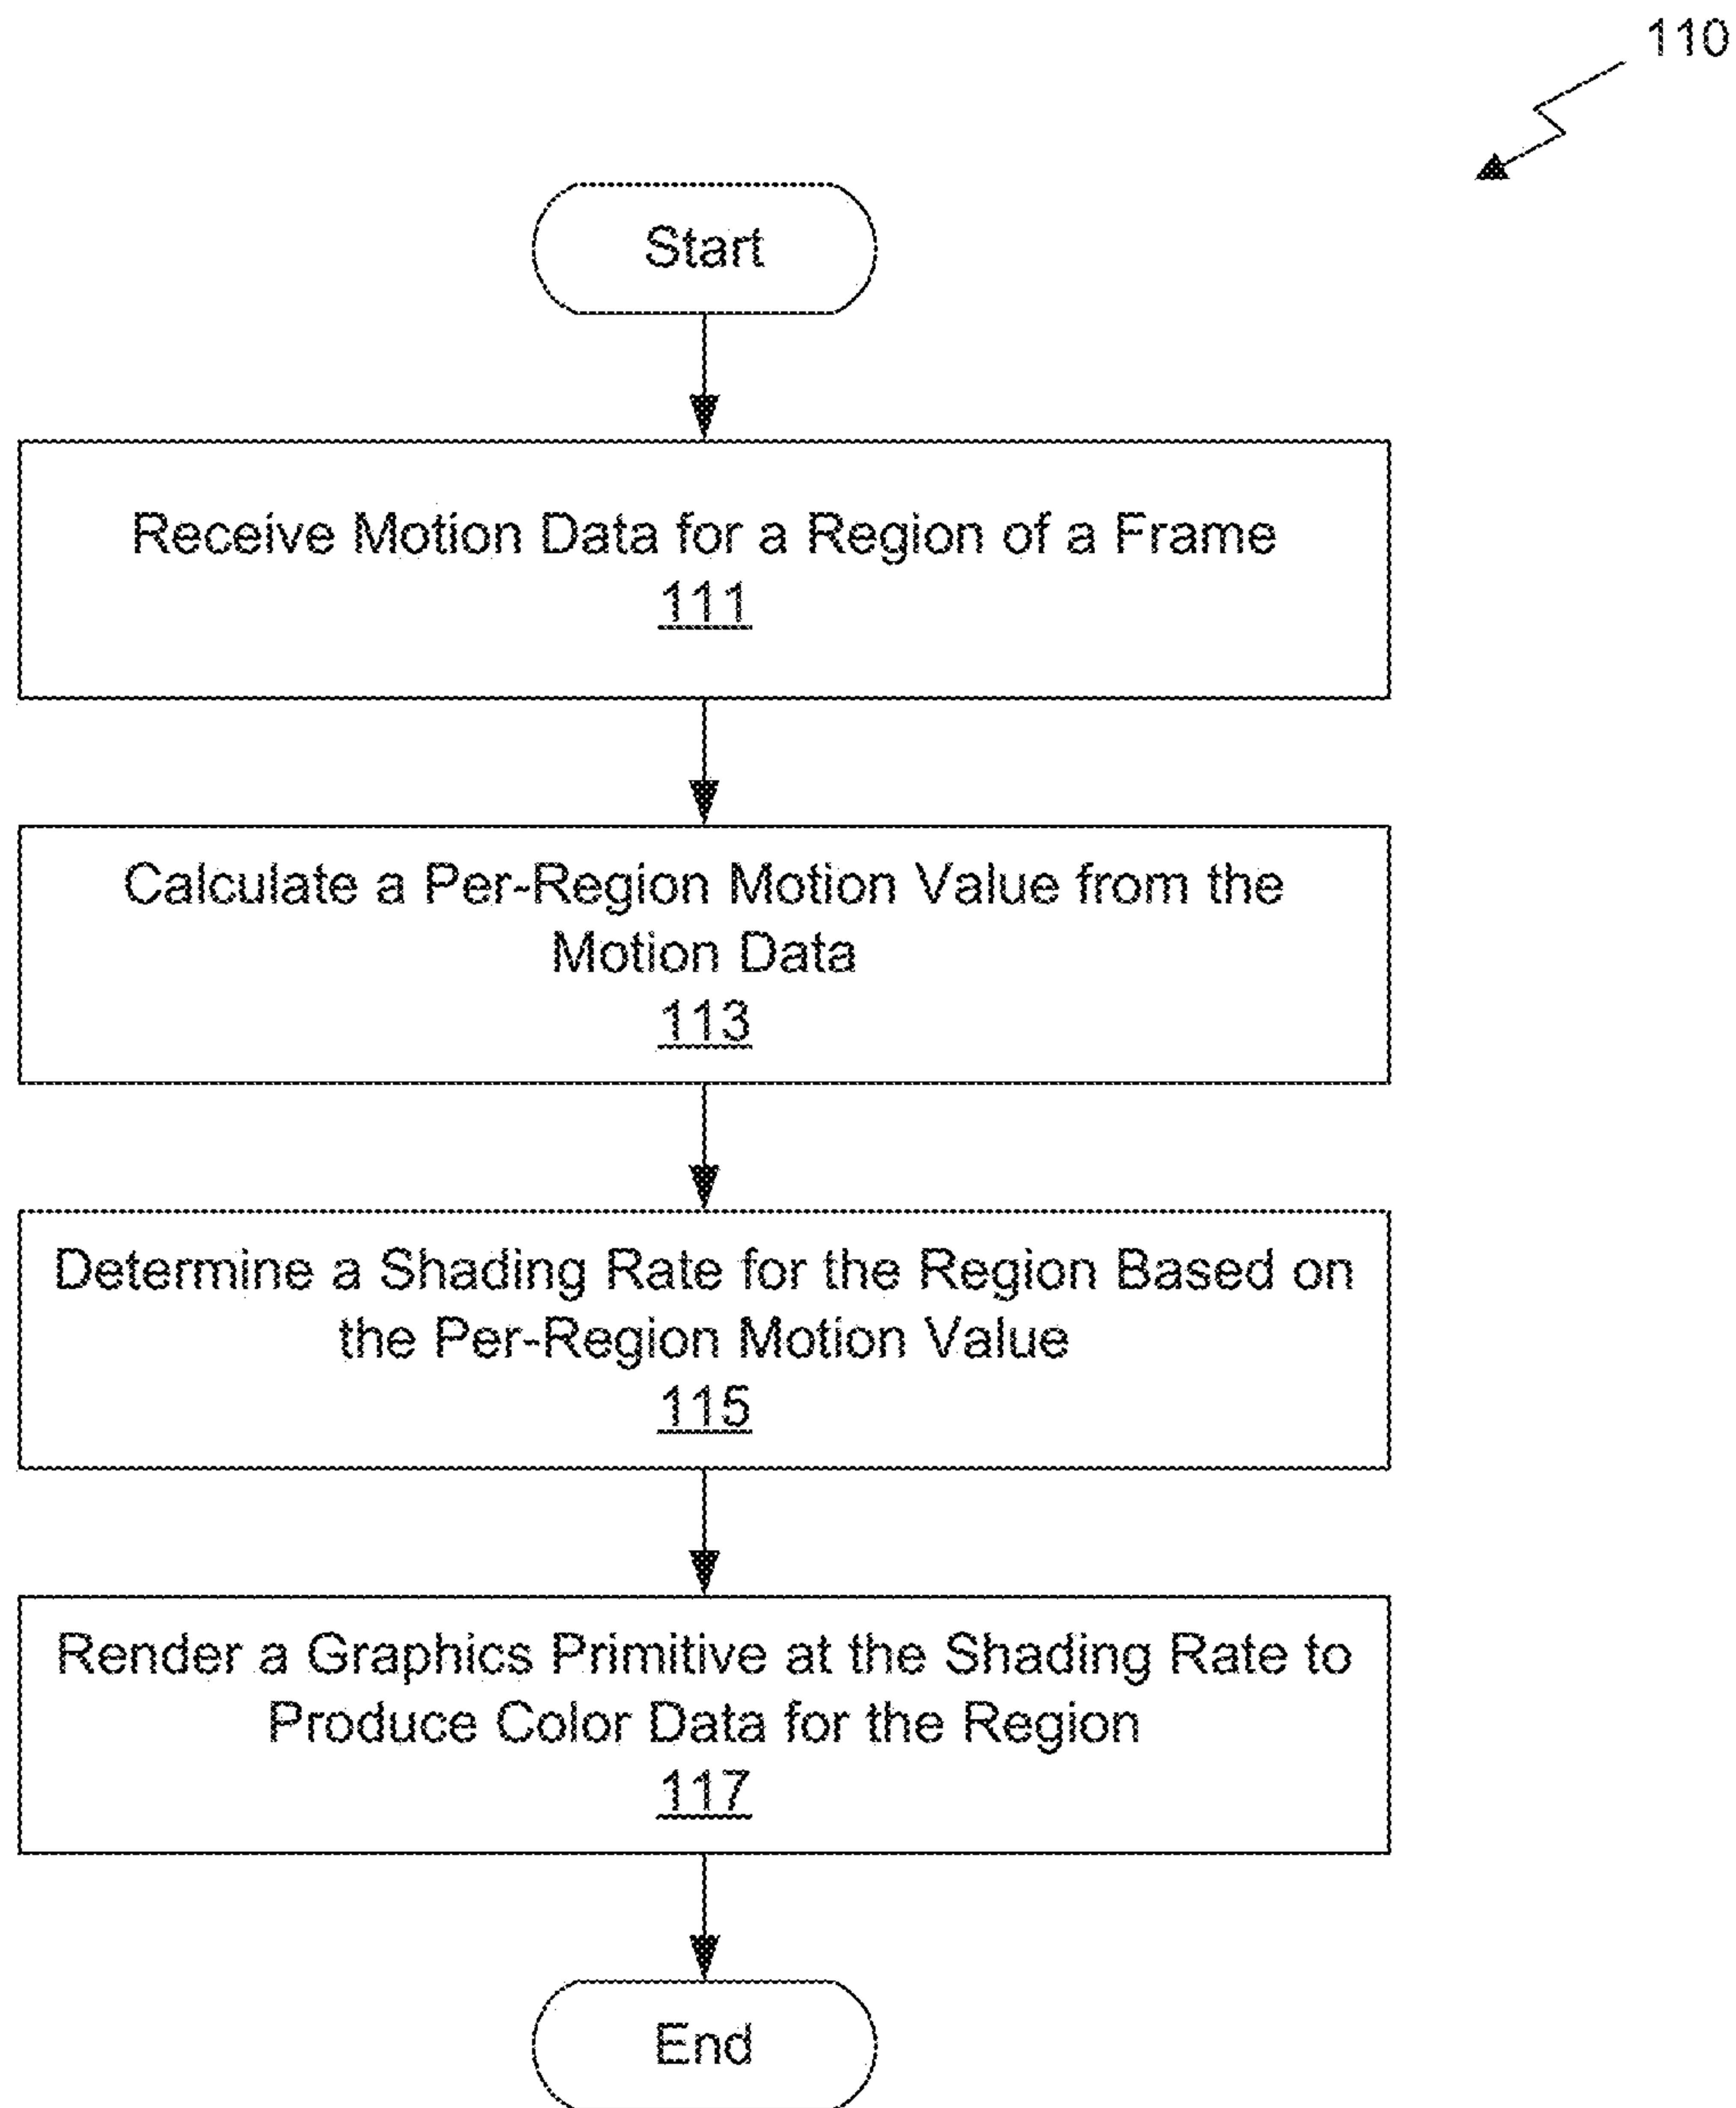 110
Start
Receive Motion Data for a Region of a Frame
111
Calculate a Per-Region Motion Value from the
Motion Data
113
Determine a Shading Rate for the Region Based on
the Per-Region Motion Value
115
Render a Graphics Primitive at the Shading Rate to
Produce Color Data for the Region
117
End